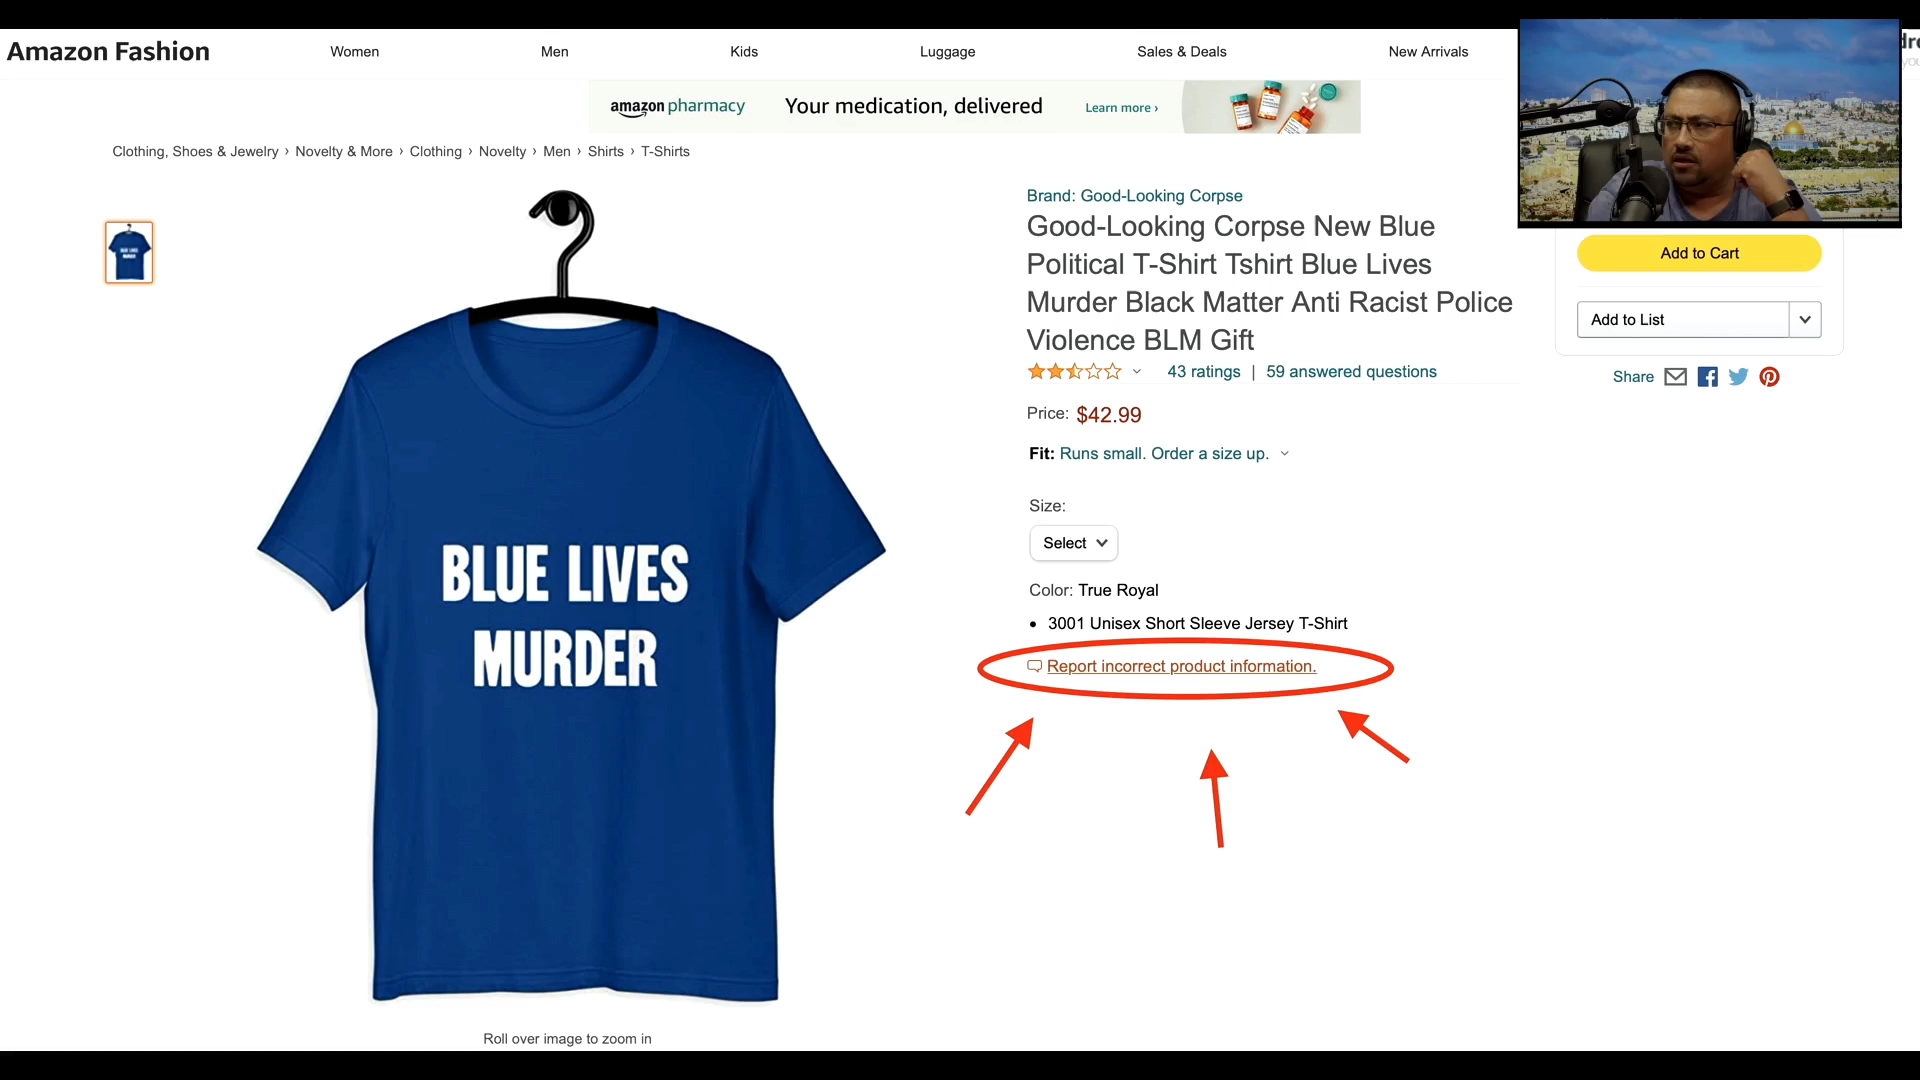 Amazon Fashion
Women
Men
Kids
Luggage
Sales & Deals
New Arrivals
amazon pharmacy
Your medication, delivered
Learn more ›
Clothing, Shoes & Jewelry › Novelty & More › Clothing › Novelty › Men › Shirts › T-Shirts
BLUE LIVES
MURDER
BLUE LIVES
MURDER
Roll over image to zoom in
Brand: Good-Looking Corpse
Good-Looking Corpse New Blue
Political T-Shirt Tshirt Blue Lives
Murder Black Matter Anti Racist Police
Violence BLM Gift
43 ratings | 59 answered questions
Price: $42.99
Fit: Runs small. Order a size up.
Size:
Select
Color: True Royal
• 3001 Unisex Short Sleeve Jersey T-Shirt
Report incorrect product information.
Add to Cart
Add to List
Share